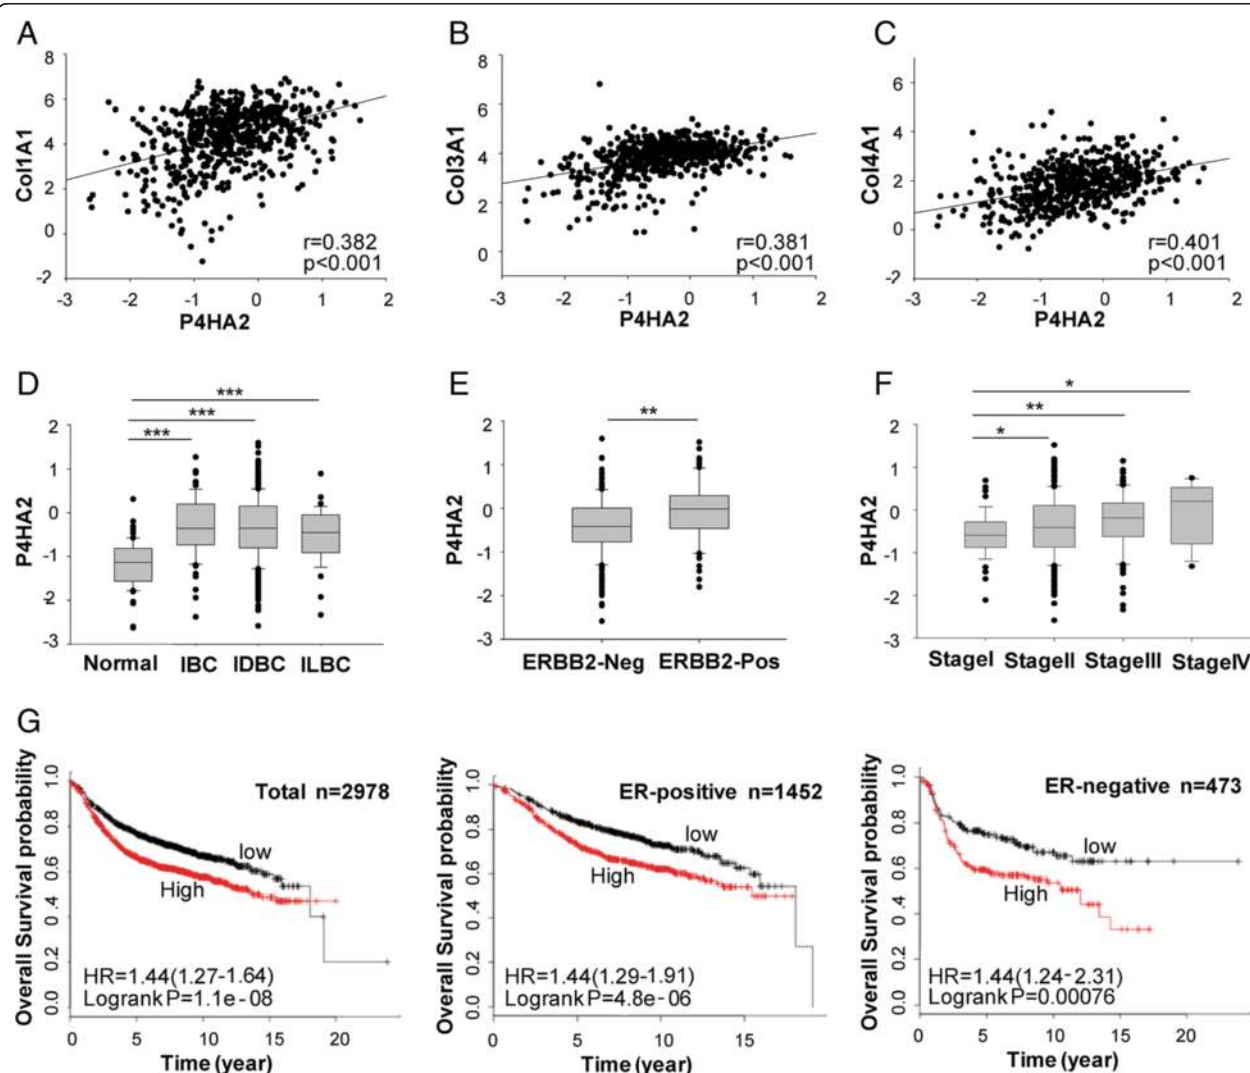 A
B
C
8
6
4
2
0
-2
Col1A1
r=0.382
p<0.001
-3 -2 -1 0 1 2
P4HA2
8
6
4
2
0
Col3A1
r=0.381
p<0.001
-3 -2 -1 0 1 2
P4HA2
6
4
2
0
-2
Col4A1
r=0.401
p<0.001
-3 -2 -1 0 1 2
P4HA2
D
E
F
***
***
***
2
1
0
-1
2
-3
P4HA2
Normal IBC IDBC ILBC
**
2
1
0
-1
-2
-3
P4HA2
ERBB2-Neg ERBB2-Pos
*
**
*
2
1
0
-1
-2
-3
P4HA2
StageI StageII StageIII StageIV
G
Overall Survival probability
1.0
0.8
0.6
0.4
0.2
0.0
Total n=2978
low
High
HR=1.44(1.27-1.64)
Logrank P=1.1e-08
0 5 10 15 20
Time (year)
Overall Survival probability
1.0
0.8
0.6
0.4
0.2
0.0
ER-positive n=1452
low
High
HR=1.44(1.29-1.91)
Logrank P=4.8e-06
0 5 10 15
Time (year)
Overall Survival probability
1.0
0.8
0.6
0.4
0.2
0.0
ER-negative n=473
low
High
HR=1.44(1.24-2.31)
Logrank P=0.00076
0 5 10 15 20
Time (year)